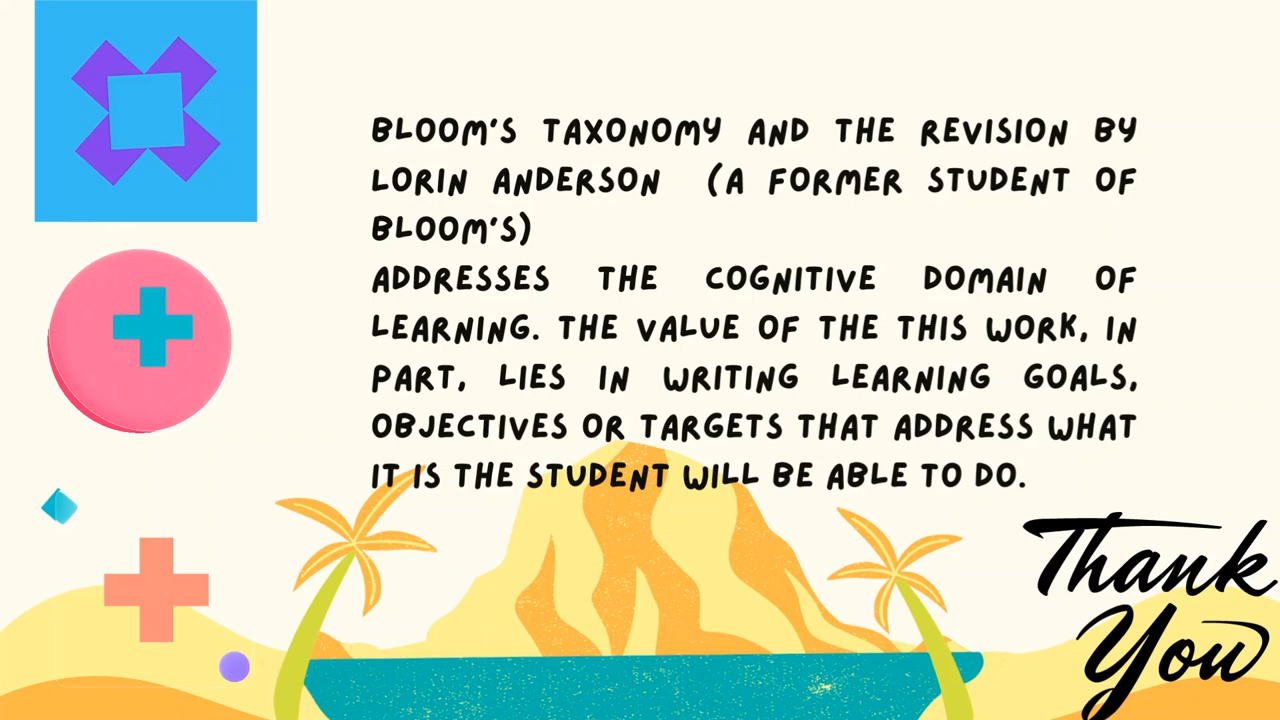 BLOOM'S TAXONOMY AND THE REVISION BY
LORIN ANDERSON (A FORMER STUDENT OF
BLOOM'S)
ADDRESSES THE COGNITIVE DOMAIN OF
LEARNING. THE VALUE OF THE THIS WORK, IN
PART, LIES IN WRITING LEARNING GOALS,
OBJECTIVES OR TARGETS THAT ADDRESS WHAT
IT IS THE STUDENT WILL BE ABLE TO DO.
Thank
You